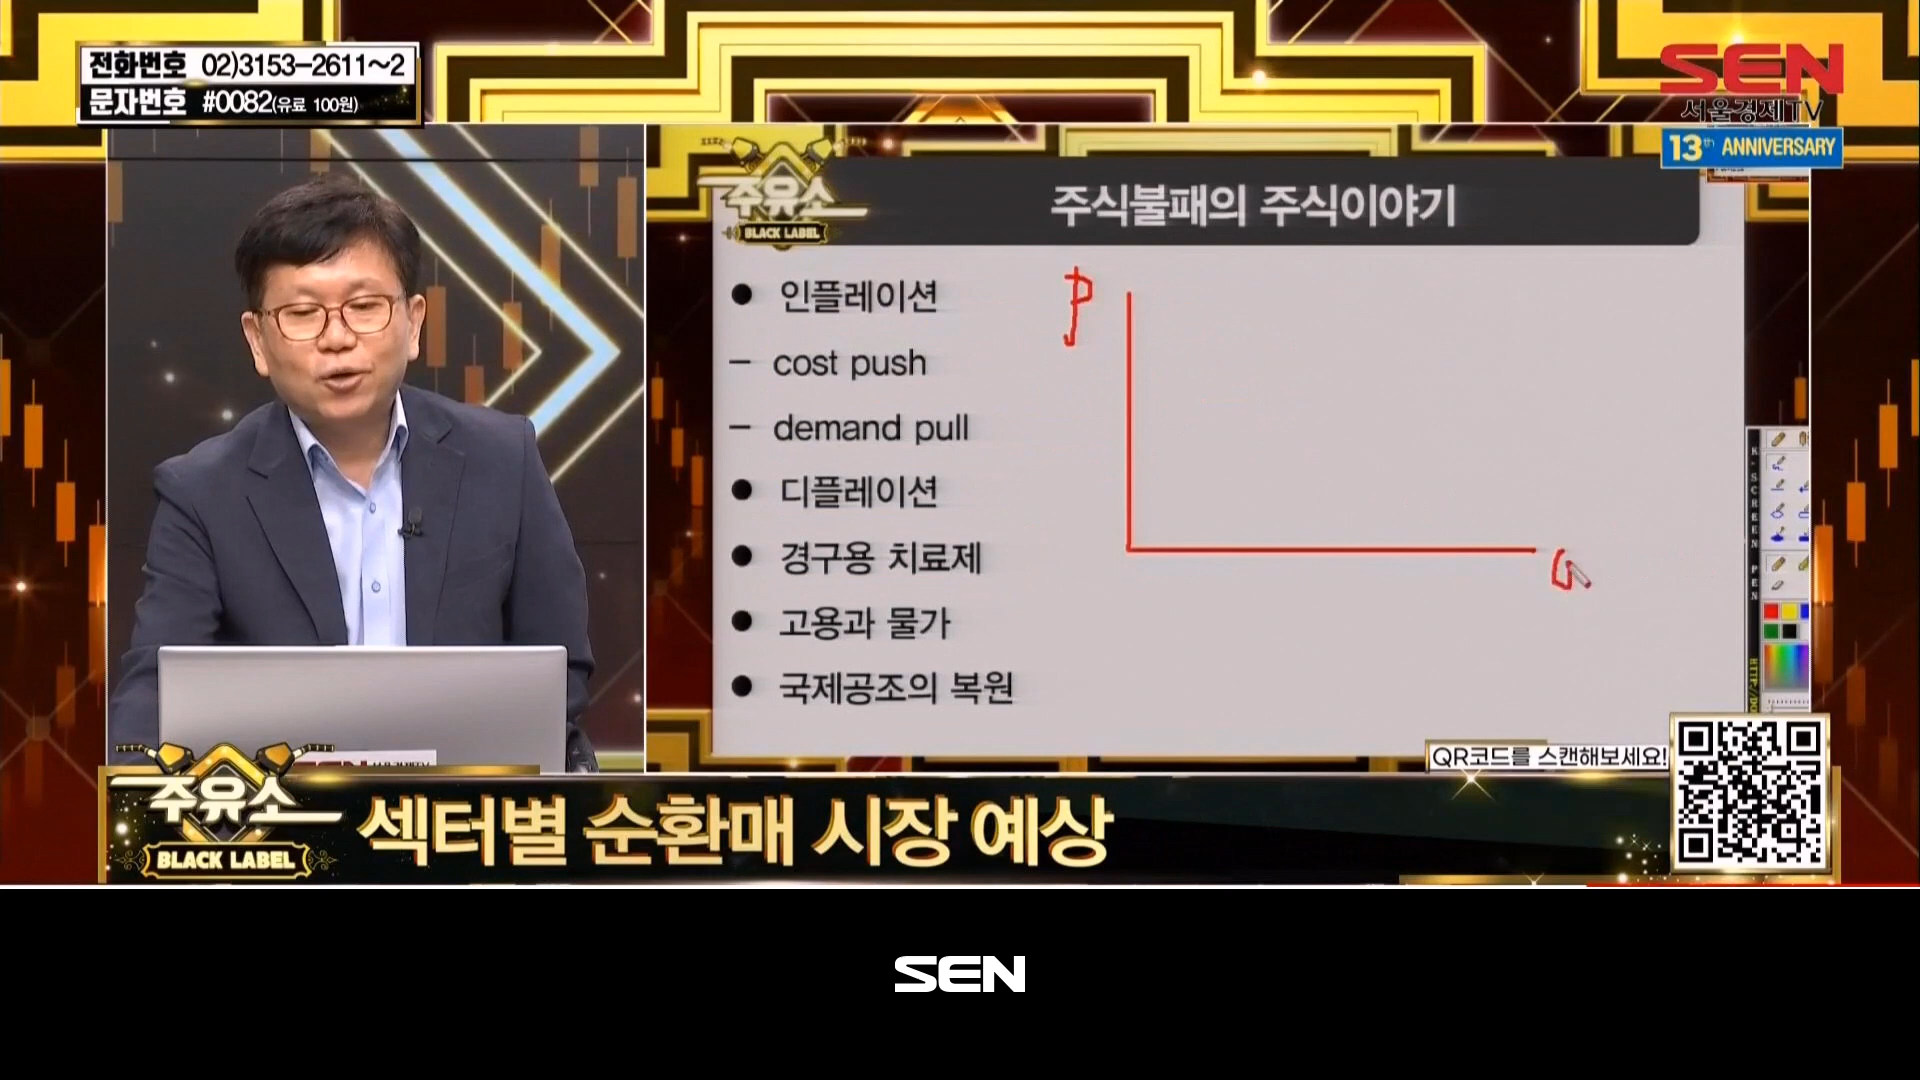 전화번호 02)3153-2611~2
문자번호 #0082(유료 100원)
SEN
서울경제TV
13th ANNIVERSARY
주유소
BLACK LABEL
주식불패의 주식이야기
● 인플레이션
P
– cost push
– demand pull
● 디플레이션
● 경구용 치료제
● 고용과 물가
● 국제공조의 복원
K-SCREEN PEN
QR코드를 스캔해보세요!
주유소
BLACK LABEL
섹터별 순환매 시장 예상
SEN